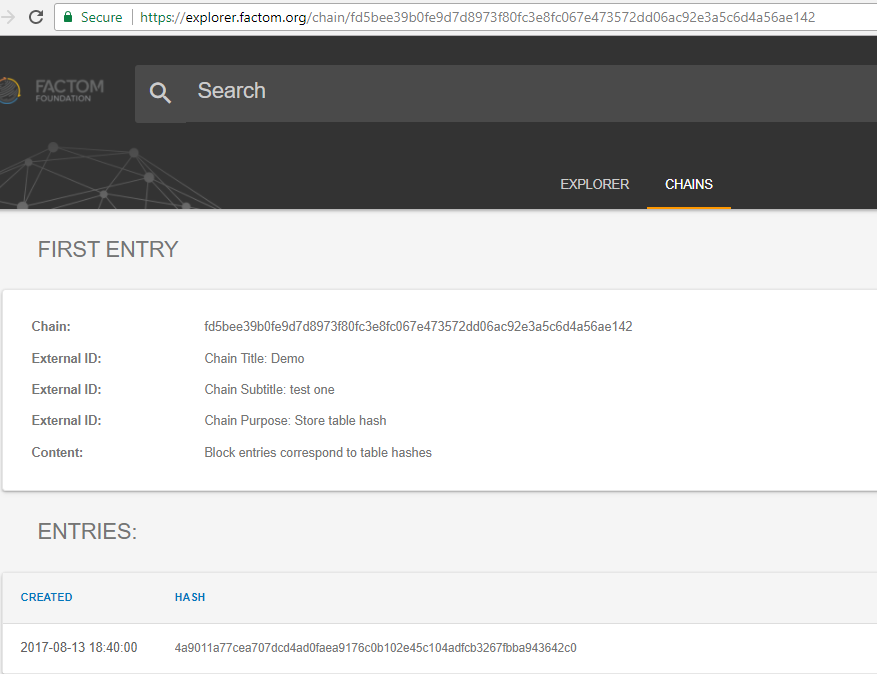 Secure https://explorer.factom.org/chain/fd5bee39b0fe9d7d8973f80fc3e8fc067e473572dd06ac92e3a5c6d4a56ae142
FACTOM
FOUNDATION
Search
EXPLORER CHAINS
FIRST ENTRY
Chain: fd5bee39b0fe9d7d8973f80fc3e8fc067e473572dd06ac92e3a5c6d4a56ae142
External ID: Chain Title: Demo
External ID: Chain Subtitle: test one
External ID: Chain Purpose: Store table hash
Content: Block entries correspond to table hashes
ENTRIES:
CREATED HASH
2017-08-13 18:40:00 4a9011a77cea707dcd4ad0faea9176c0b102e45c104adfcb3267fbba943642c0